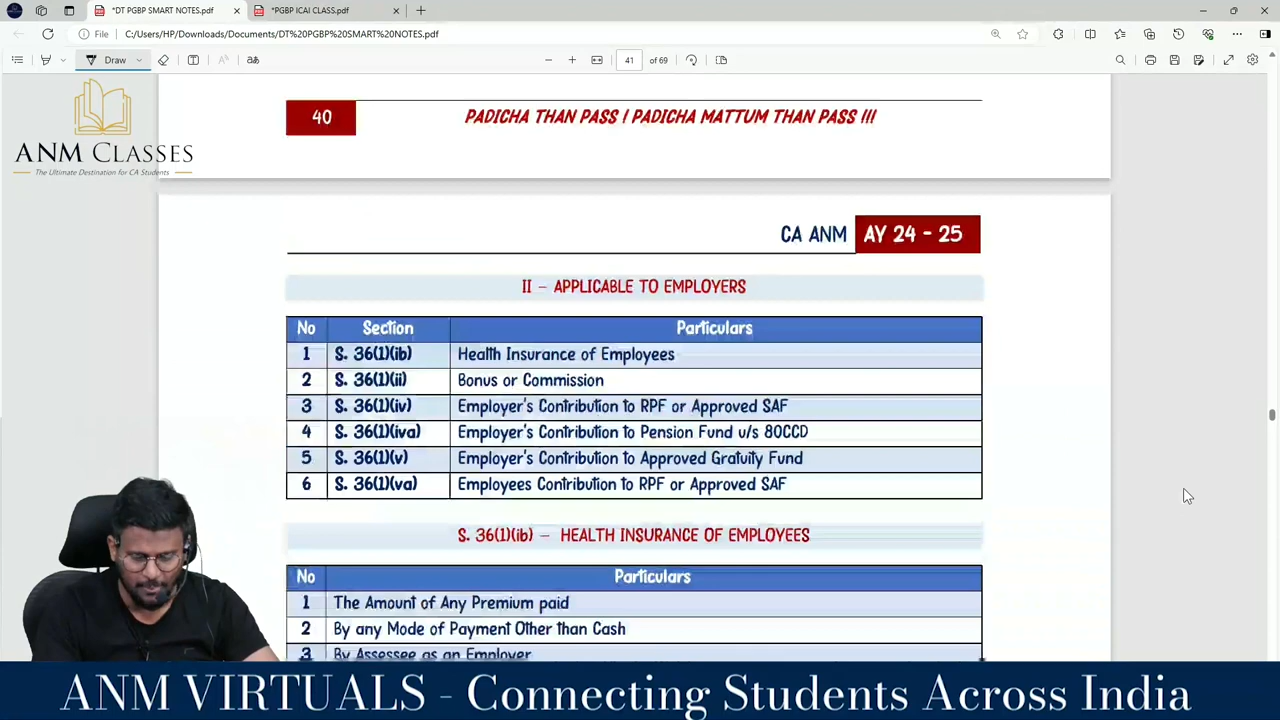 *DT PGBP SMART NOTES.pdf
*PGBP ICAI CLASS.pdf
File C:/Users/HP/Downloads/Documents/DT%20PGBP%20SMART%20NOTES.pdf
Draw
41 of 69
40 PADICHA THAN PASS ! PADICHA MATTUM THAN PASS !!!
ANM CLASSES
The Ultimate Destination for CA Students
CA ANM AY 24 - 25
II – APPLICABLE TO EMPLOYERS
No Section Particulars
1 S. 36(1)(ib) Health Insurance of Employees
2 S. 36(1)(ii) Bonus or Commission
3 S. 36(1)(iv) Employer's Contribution to RPF or Approved SAF
4 S. 36(1)(iva) Employer's Contribution to Pension Fund u/s 80CCD
5 S. 36(1)(v) Employer's Contribution to Approved Gratuity Fund
6 S. 36(1)(va) Employees Contribution to RPF or Approved SAF
S. 36(1)(ib) – HEALTH INSURANCE OF EMPLOYEES
No Particulars
1 The Amount of Any Premium paid
2 By any Mode of Payment Other than Cash
3 By Assessee as an Employer
ANM VIRTUALS - Connecting Students Across India